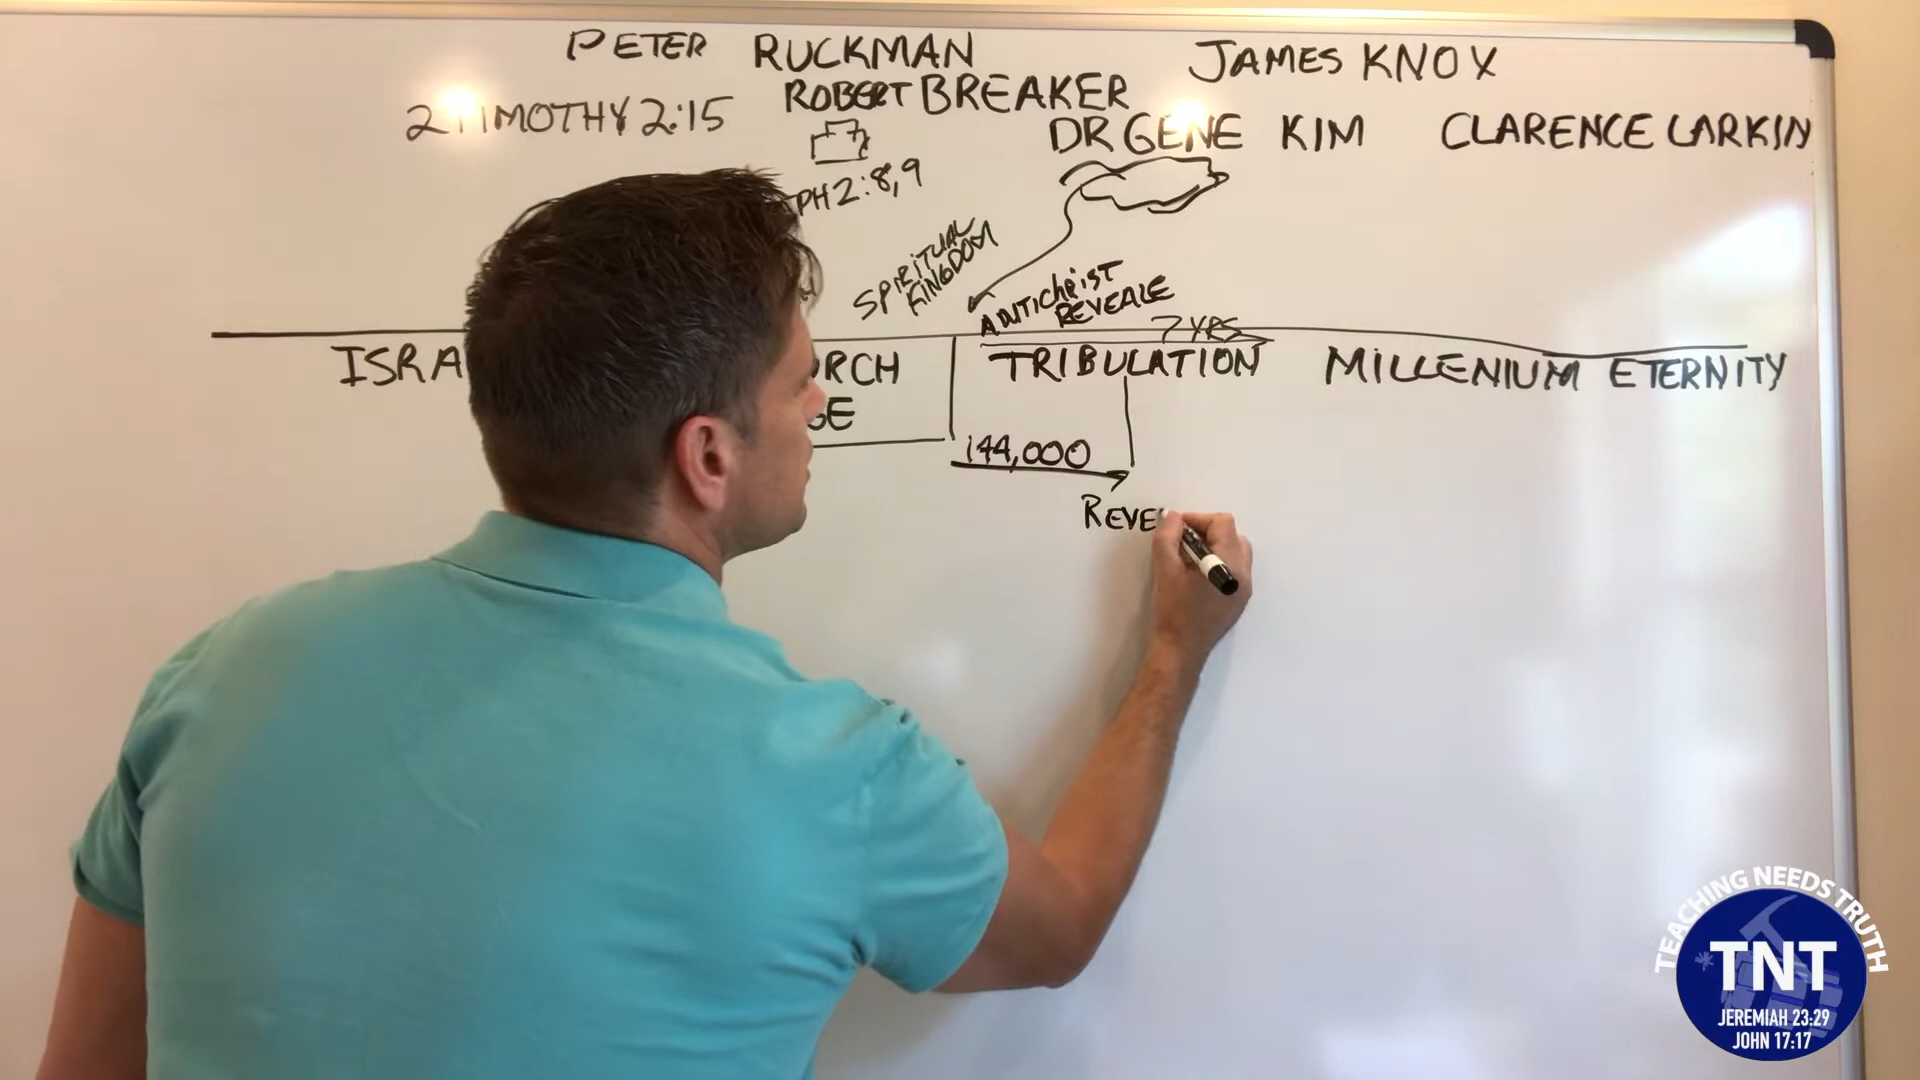 PETER RUCKMAN
JAMES KNOX
ROBERT BREAKER
2 TIMOTHY 2:15
DR GENE KIM
CLARENCE LARKIN
PH 2:8,9
SPIRITUAL
KINGDOM
ANTIChRIST
REVEALE
7 YRS
ISRA
RCH
GE
TRIBULATION
MILLENIUM
ETERNITY
144,000
REVE
TEACHING NEEDS TRUTH
TNT
JEREMIAH 23:29
JOHN 17:17